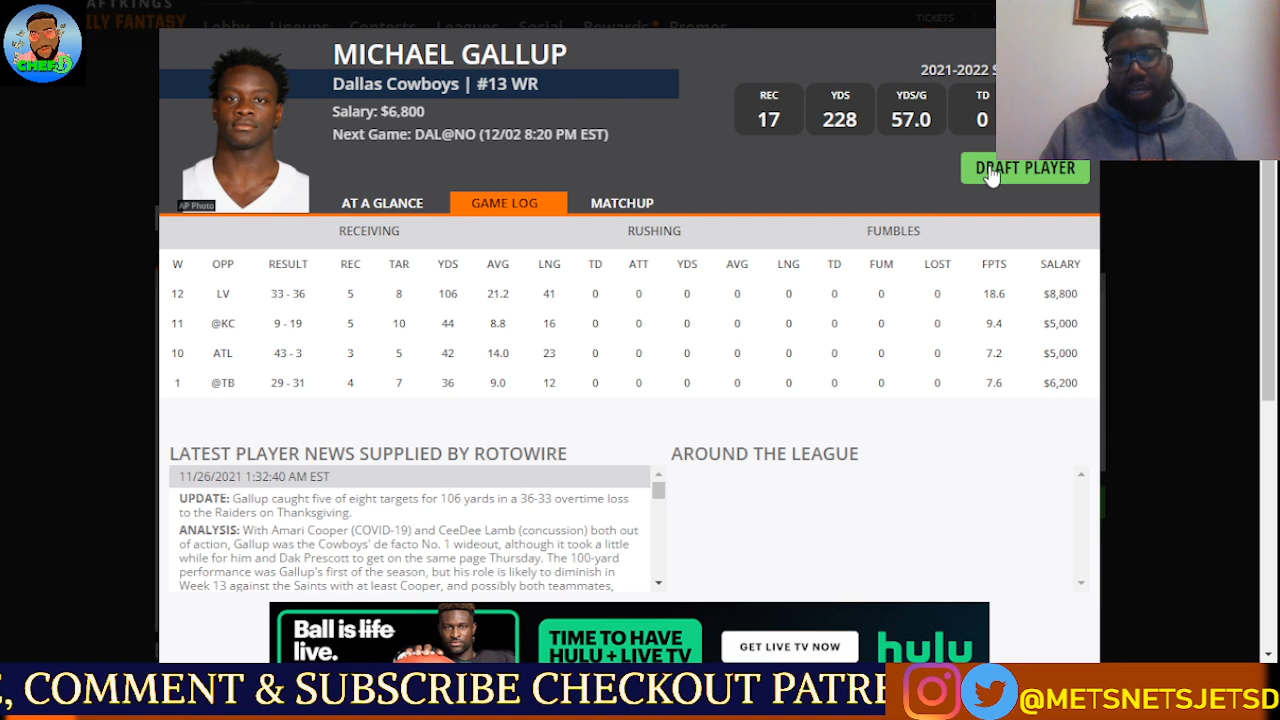 AFTKINGS
ILY FANTASY
Lobby Lineups Contests Leagues Social Rewards Promos
TICKETS
CHEF
MICHAEL GALLUP
Dallas Cowboys | #13 WR
Salary: $6,800
Next Game: DAL@NO (12/02 8:20 PM EST)
2021-2022 S
REC YDS YDS/G TD
17 228 57.0 0
DRAFT PLAYER
AP Photo
AT A GLANCE GAME LOG MATCHUP
RECEIVING RUSHING FUMBLES
W OPP RESULT REC TAR YDS AVG LNG TD ATT YDS AVG LNG TD FUM LOST FPTS SALARY
12 LV 33 - 36 5 8 106 21.2 41 0 0 0 0 0 0 0 0 18.6 $8,800
11 @KC 9 - 19 5 10 44 8.8 16 0 0 0 0 0 0 0 0 9.4 $5,000
10 ATL 43 - 3 3 5 42 14.0 23 0 0 0 0 0 0 0 0 7.2 $5,000
1 @TB 29 - 31 4 7 36 9.0 12 0 0 0 0 0 0 0 0 7.6 $6,200
LATEST PLAYER NEWS SUPPLIED BY ROTOWIRE
AROUND THE LEAGUE
11/26/2021 1:32:40 AM EST
UPDATE: Gallup caught five of eight targets for 106 yards in a 36-33 overtime loss
to the Raiders on Thanksgiving.
ANALYSIS: With Amari Cooper (COVID-19) and CeeDee Lamb (concussion) both out
of action, Gallup was the Cowboys' de facto No. 1 wideout, although it took a little
while for him and Dak Prescott to get on the same page Thursday. The 100-yard
performance was Gallup's first of the season, but his role is likely to diminish in
Week 13 against the Saints with at least Cooper, and possibly both teammates,
Ball is life
live.
TIME TO HAVE
HULU + LIVE TV
GET LIVE TV NOW
hulu
E, COMMENT & SUBSCRIBE CHECKOUT PATRE
@METSNETSJETSD